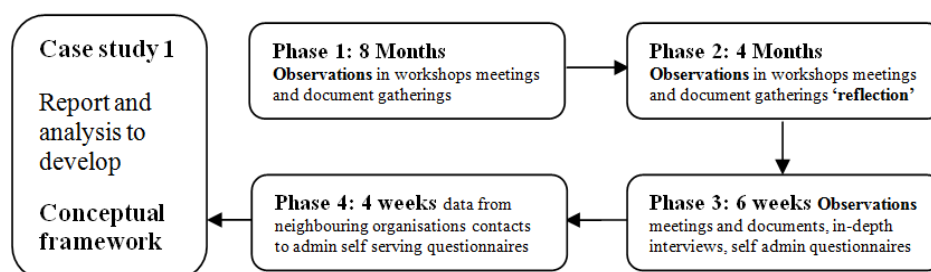 Case study 1
Report and
analysis to
develop
Conceptual
framework
Phase 1: 8 Months
Observations in workshops meetings
and document gatherings
Phase 2: 4 Months
Observations in workshops meetings
and document gatherings ‘reflection’
Phase 3: 6 weeks Observations
meetings and documents, in-depth
interviews, self admin questionnaires
Phase 4: 4 weeks data from
neighbouring organisations contacts
to admin self serving questionnaires